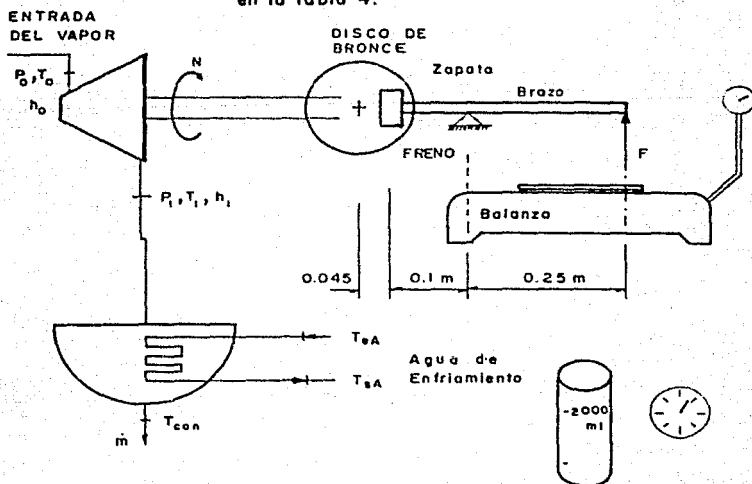 en la tabla 4.
ENTRADA
DEL VAPOR
P₀,T₀
h₀
N
DISCO DE
BRONCE
Zapata
Brazo
FRENO
F
Balanza
P₁,T₁,h₁
0.045
0.1 m
0.25 m
TₑA
TₛA
Agua de
Enfriamiento
Tcon
ṁ
-2000
ml